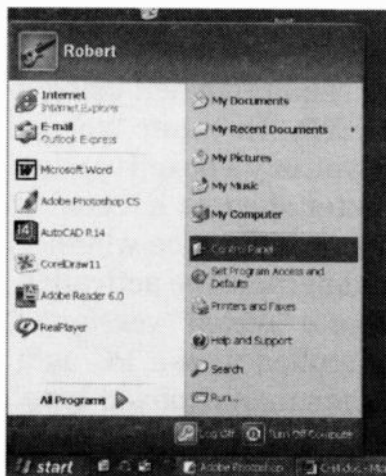 Robert
Internet
Internet Explorer
E-mail
Outlook Express
Microsoft Word
Adobe Photoshop CS
AutoCAD R.14
CorelDraw11
Adobe Reader 6.0
RealPlayer
All Programs
My Documents
My Recent Documents
My Pictures
My Music
My Computer
Control Panel
Set Program Access and
Defaults
Printers and Faxes
Help and Support
Search
Run...
Log Off
Turn Off Computer
start
Adobe Photoshop